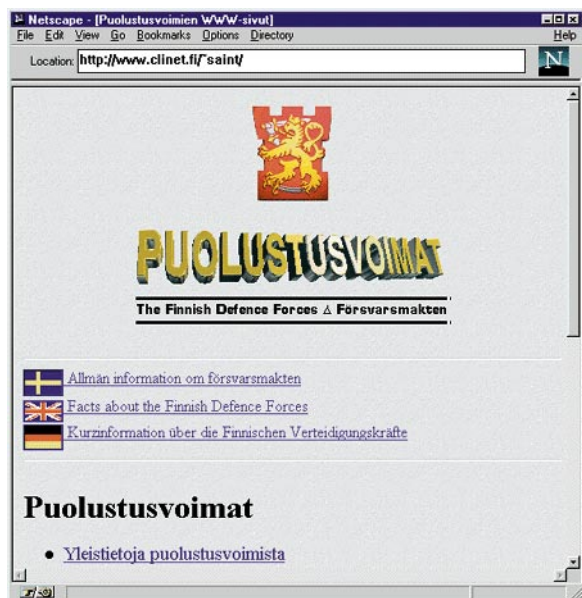 Netscape - [Puolustusvoimien WWW-sivut]
File Edit View Go Bookmarks Options Directory Help
Location: http://www.clinet.fi/~saint/
N
PUOLUSTUSVOIMAT
The Finnish Defence Forces Δ Försvarsmakten
Allmän information om försvarsmakten
Facts about the Finnish Defence Forces
Kurzinformation über die Finnischen Verteidigungskräfte
Puolustusvoimat
• Yleistietoja puolustusvoimista